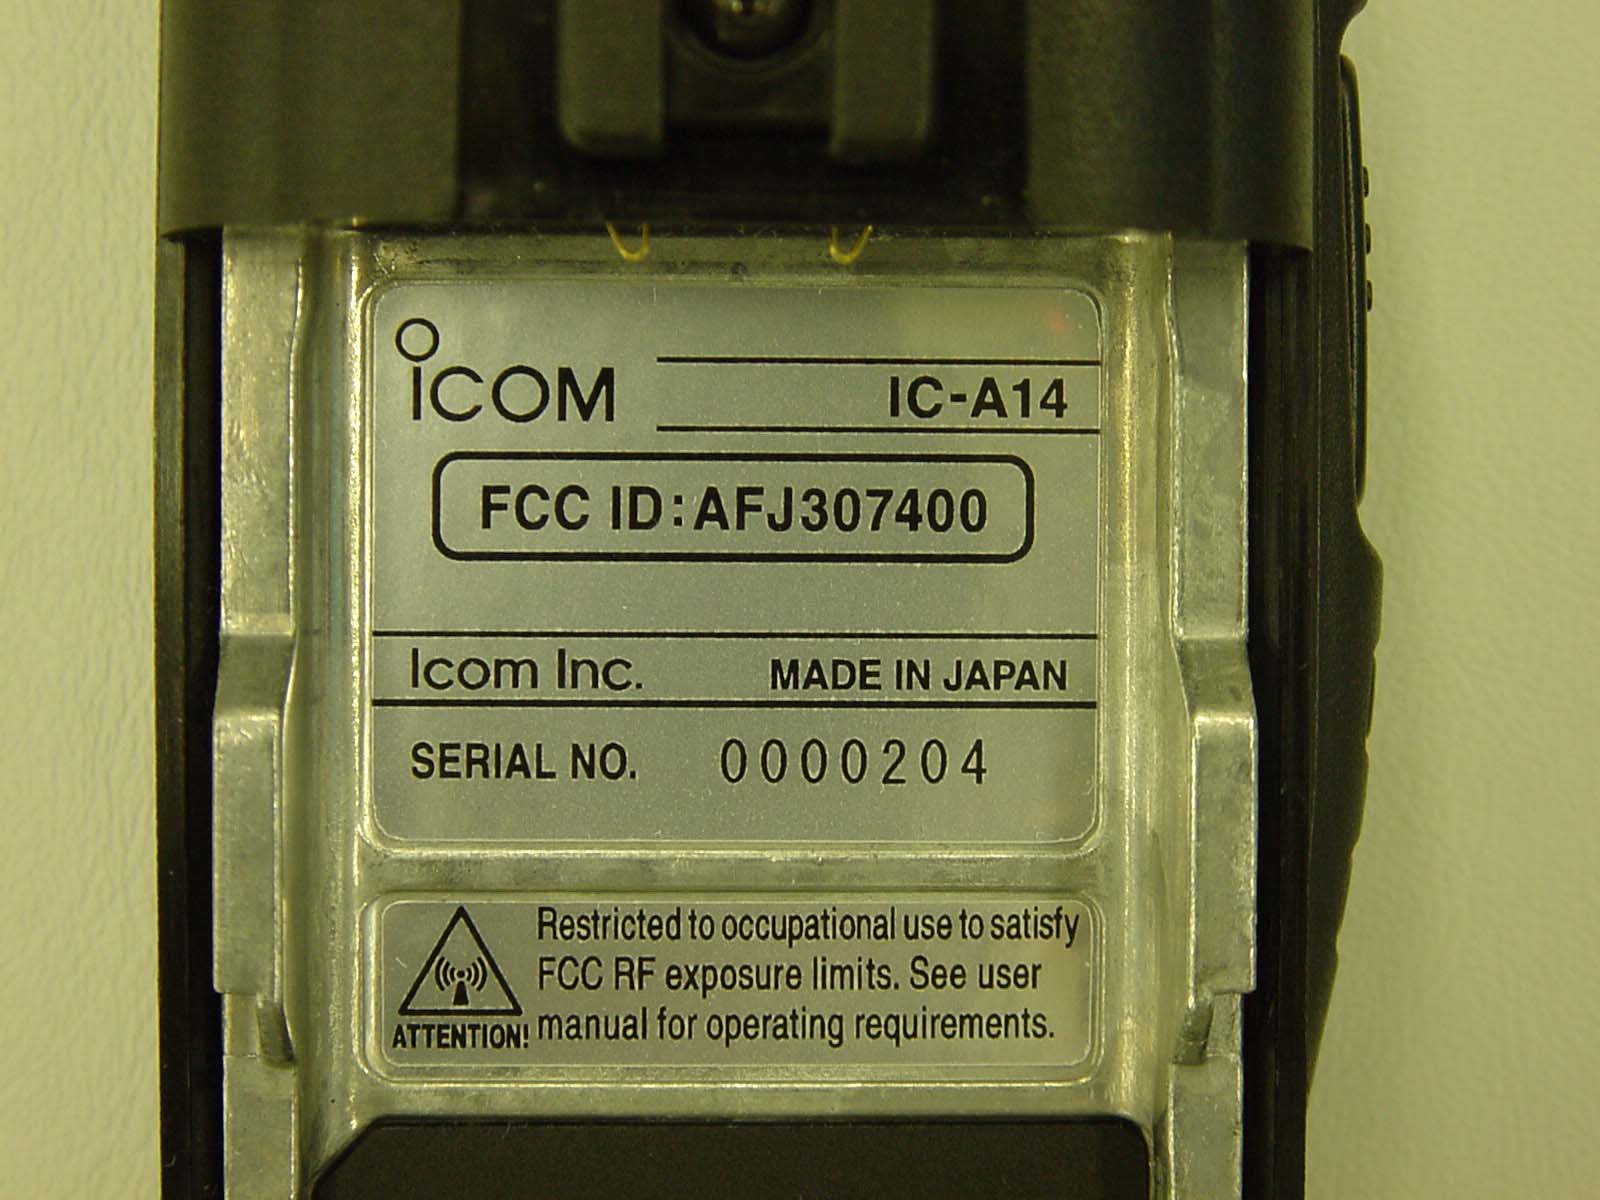 iCOM
IC-A14
FCC ID:AFJ307400
Icom Inc. MADE IN JAPAN
SERIAL NO. 0000204
Restricted to occupational use to satisfy
FCC RF exposure limits. See user
manual for operating requirements.
ATTENTION!